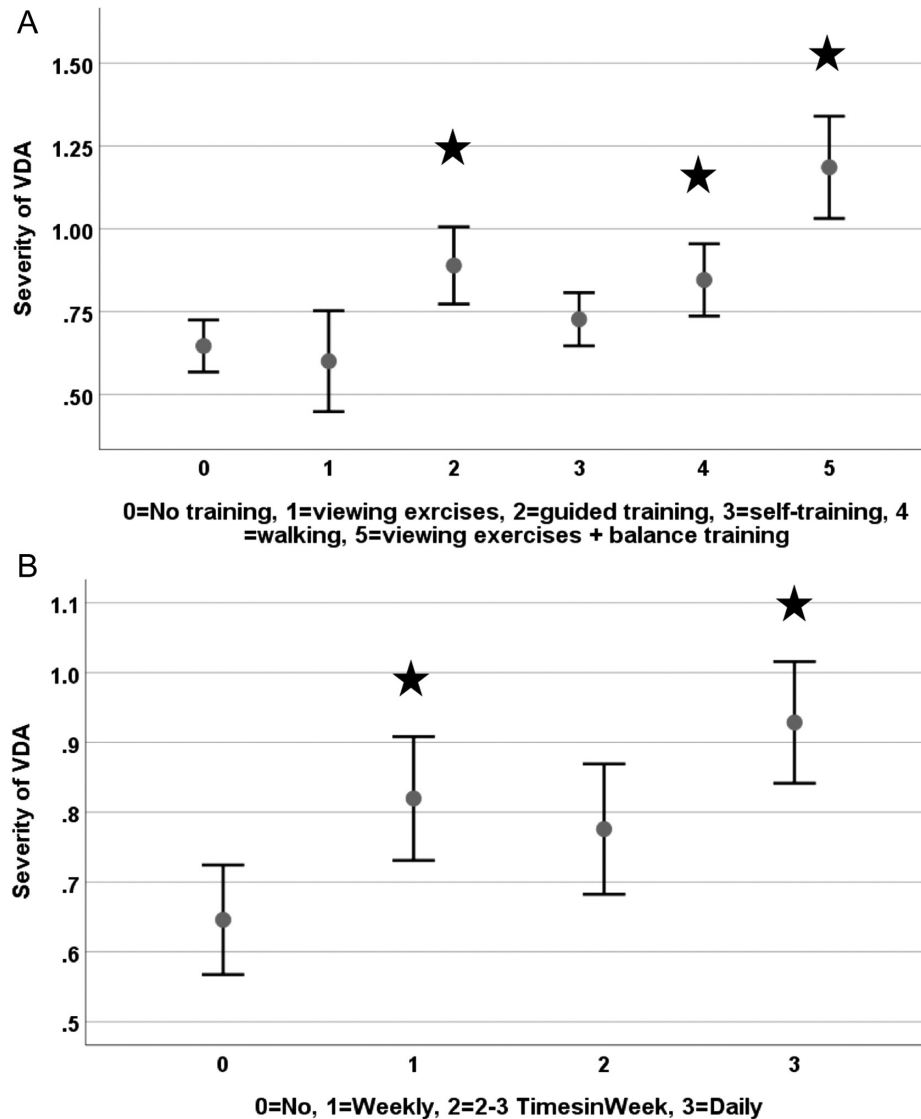 A
Severity of VDA
1.50
1.25
1.00
.75
.50
0 1 2 3 4 5
0=No training, 1=viewing exrcises, 2=guided training, 3=self-training, 4
=walking, 5=viewing exercises + balance training
B
Severity of VDA
1.1
1.0
.9
.8
.7
.6
.5
0 1 2 3
0=No, 1=Weekly, 2=2-3 TimesinWeek, 3=Daily